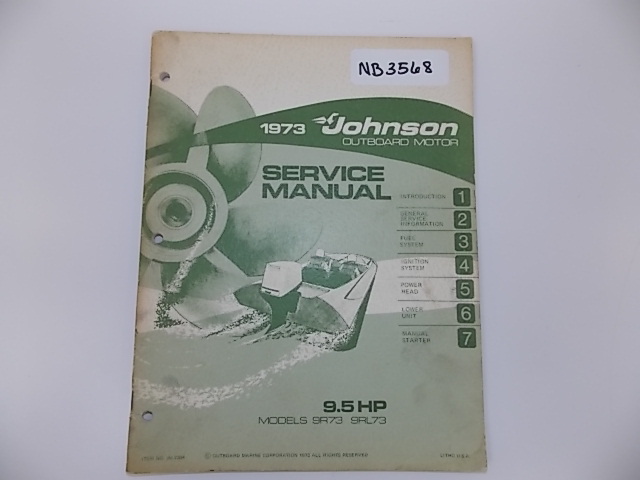 NB3568
1973 Johnson
OUTBOARD MOTOR
SERVICE
MANUAL
INTRODUCTION 1
GENERAL
SERVICE
INFORMATION 2
FUEL
SYSTEM 3
IGNITION
SYSTEM 4
POWER
HEAD 5
LOWER
UNIT 6
MANUAL
STARTER 7
9.5 HP
MODELS 9R73 9RL73
© OUTBOARD MARINE CORPORATION 1972 ALL RIGHTS RESERVED
LITHO U.S.A.